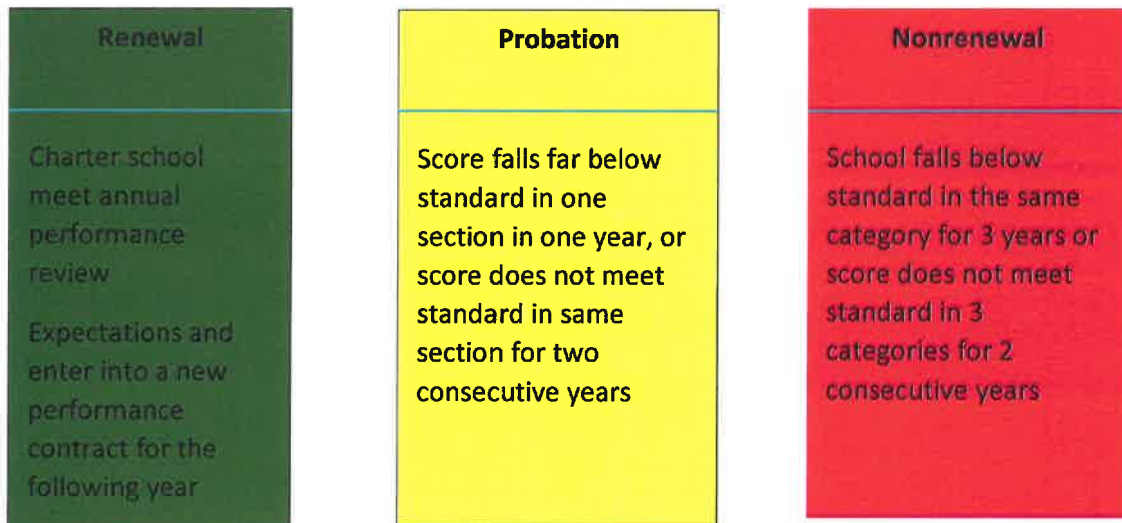 Renewal
Charter school
meet annual
performance
review
Expectations and
enter into a new
performance
contract for the
following year
Probation
Score falls far below
standard in one
section in one year, or
score does not meet
standard in same
section for two
consecutive years
Nonrenewal
School falls below
standard in the same
category for 3 years or
score does not meet
standard in 3
categories for 2
consecutive years